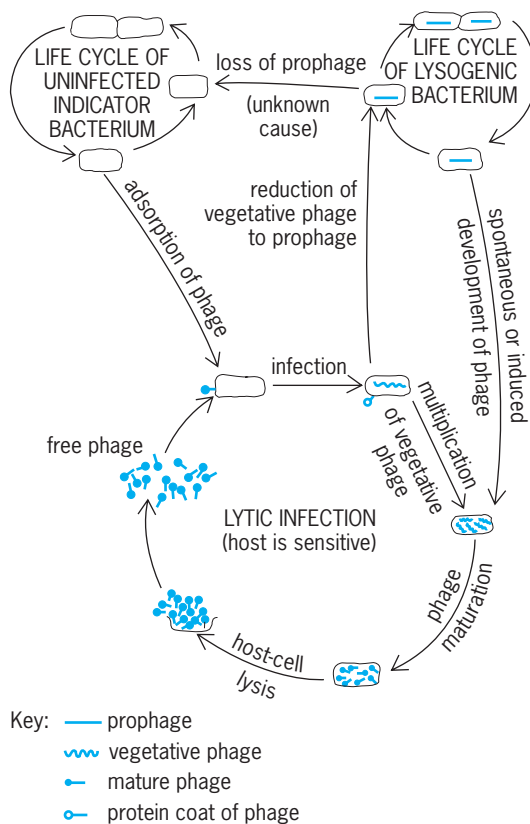 LIFE CYCLE OF
UNINFECTED
INDICATOR
BACTERIUM
loss of prophage
(unknown
cause)
LIFE CYCLE
OF LYSOGENIC
BACTERIUM
adsorption of phage
reduction of
vegetative phage
to prophage
spontaneous or induced
development of phage
infection
multiplication
of vegetative
phage
free phage
LYTIC INFECTION
(host is sensitive)
phage
maturation
host-cell
lysis
Key:
prophage
vegetative phage
mature phage
protein coat of phage